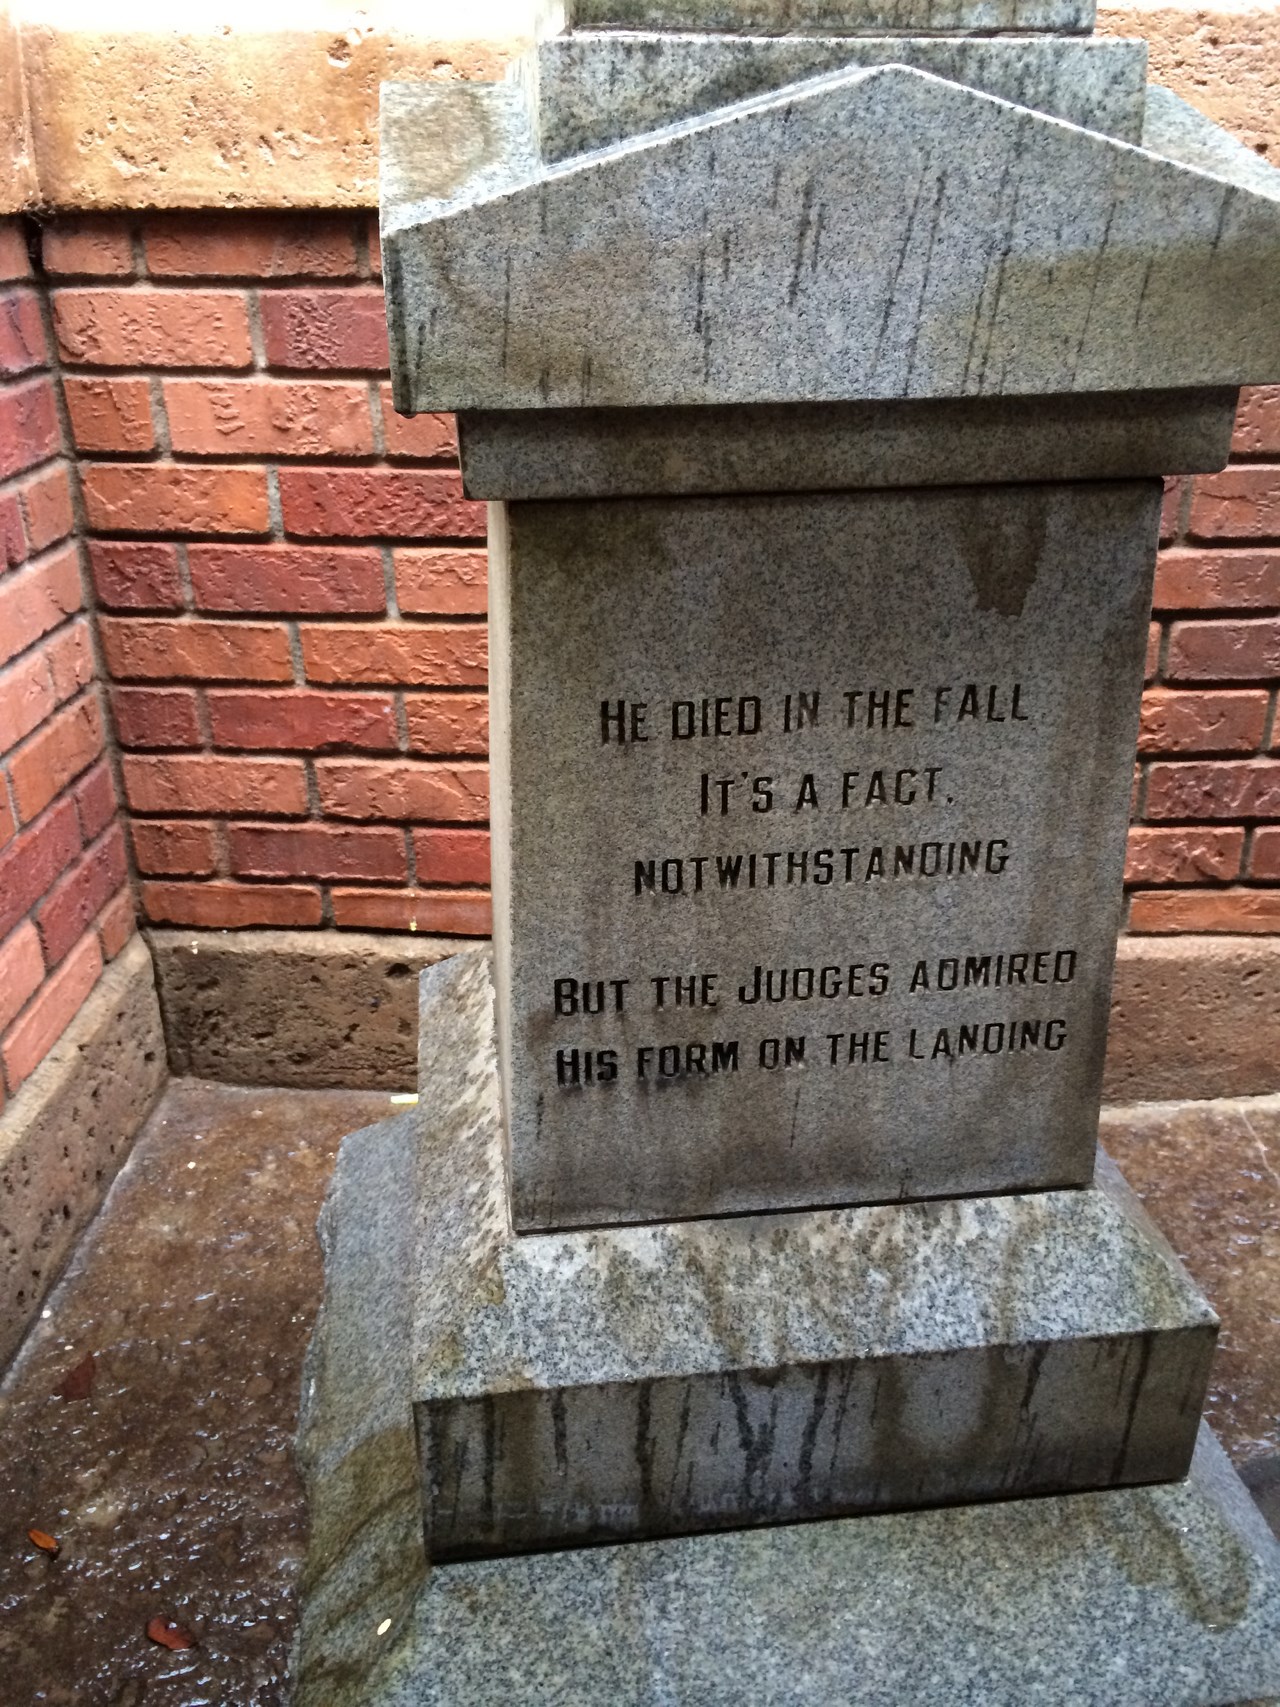 HE DIED IN THE FALL
IT'S A FACT.
NOTWITHSTANDING
BUT THE JUDGES ADMIRED
HIS FORM ON THE LANDING